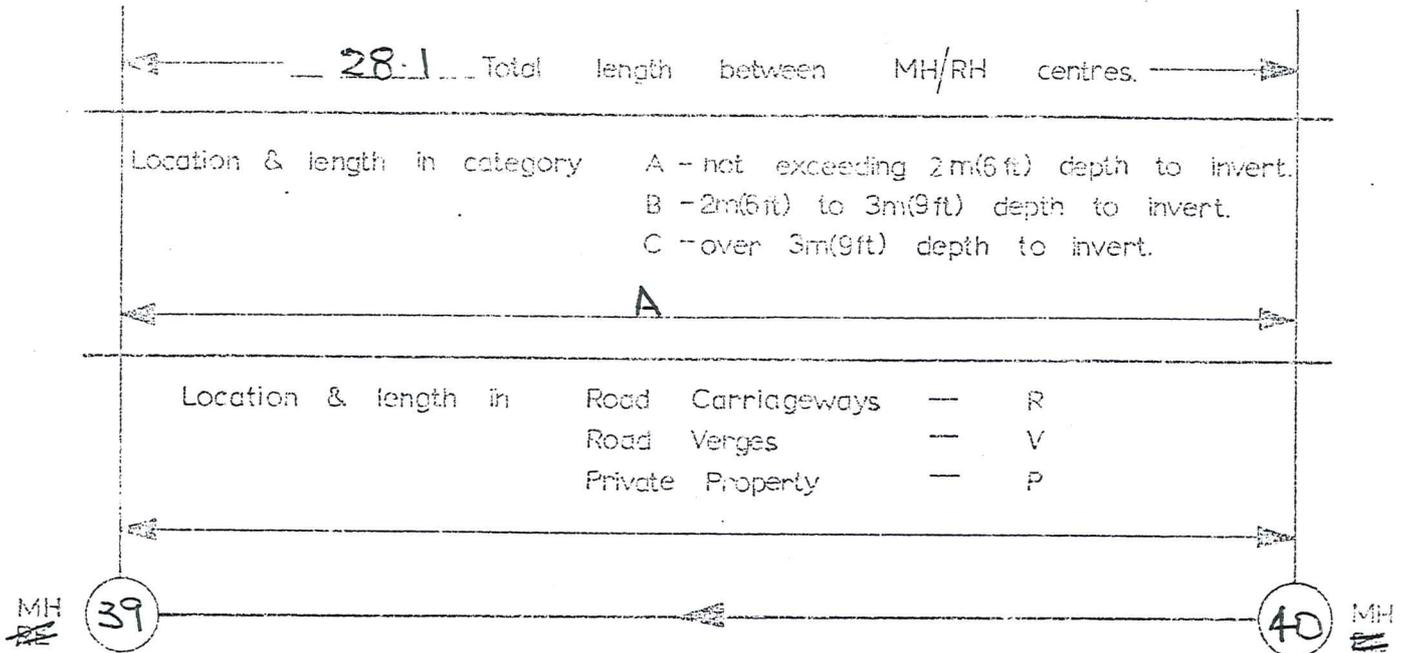 28.1 Total length between MH/RH centres.
Location & length in category A - not exceeding 2m(6ft) depth to invert.
B - 2m(6ft) to 3m(9ft) depth to invert.
C - over 3m(9ft) depth to invert.
A
Location & length in Road Carriageways — R
Road Verges — V
Private Property — P
MH 39 40 MH